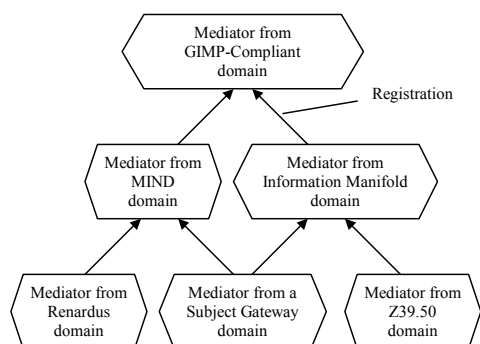 Mediator from
GIMP-Compliant
domain
Registration
Mediator from
MIND
domain
Mediator from
Information Manifold
domain
Mediator from
Renardus
domain
Mediator from a
Subject Gateway
domain
Mediator from
Z39.50
domain